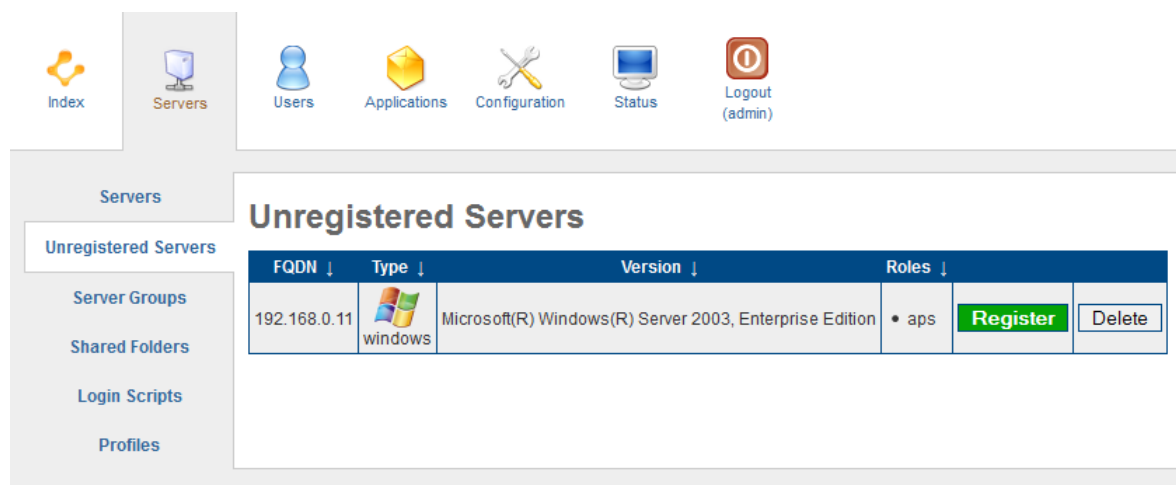 Index
Servers
Users
Applications
Configuration
Status
Logout
(admin)
Servers
Unregistered Servers
Server Groups
Shared Folders
Login Scripts
Profiles
Unregistered Servers
FQDN ↓ Type ↓ Version ↓ Roles ↓
192.168.0.11 windows Microsoft(R) Windows(R) Server 2003, Enterprise Edition • aps Register Delete